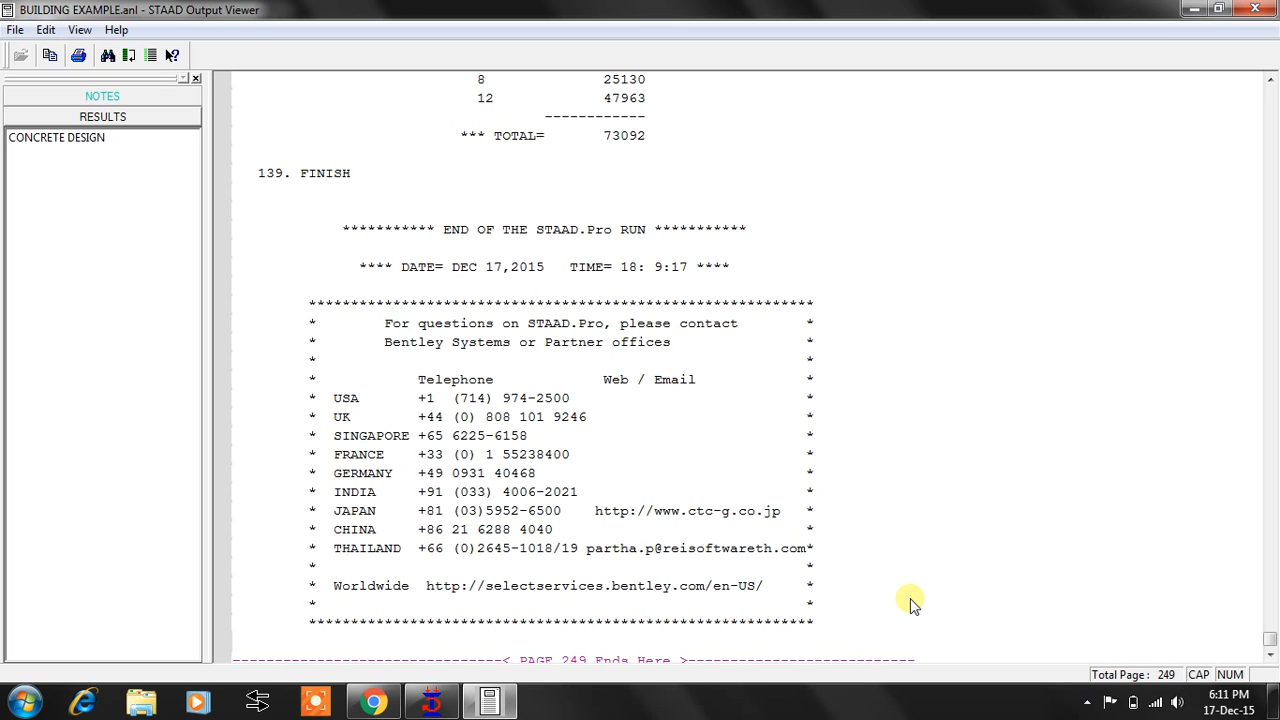 BUILDING EXAMPLE.anl - STAAD Output Viewer
File Edit View Help
NOTES
RESULTS
CONCRETE DESIGN
8 25130
12 47963
------------
*** TOTAL= 73092
139. FINISH
*********** END OF THE STAAD.Pro RUN ***********
**** DATE= DEC 17,2015 TIME= 18: 9:17 ****
************************************************************
* For questions on STAAD.Pro, please contact *
* Bentley Systems or Partner offices *
* *
* Telephone Web / Email *
* USA +1 (714) 974-2500 *
* UK +44 (0) 808 101 9246 *
* SINGAPORE +65 6225-6158 *
* FRANCE +33 (0) 1 55238400 *
* GERMANY +49 0931 40468 *
* INDIA +91 (033) 4006-2021 *
* JAPAN +81 (03)5952-6500 http://www.ctc-g.co.jp *
* CHINA +86 21 6288 4040 *
* THAILAND +66 (0)2645-1018/19 partha.p@reisoftwareth.com*
* *
* Worldwide http://selectservices.bentley.com/en-US/ *
* *
************************************************************
< PAGE Ends Here >
Total Page : 249 CAP NUM
6:11 PM
17-Dec-15